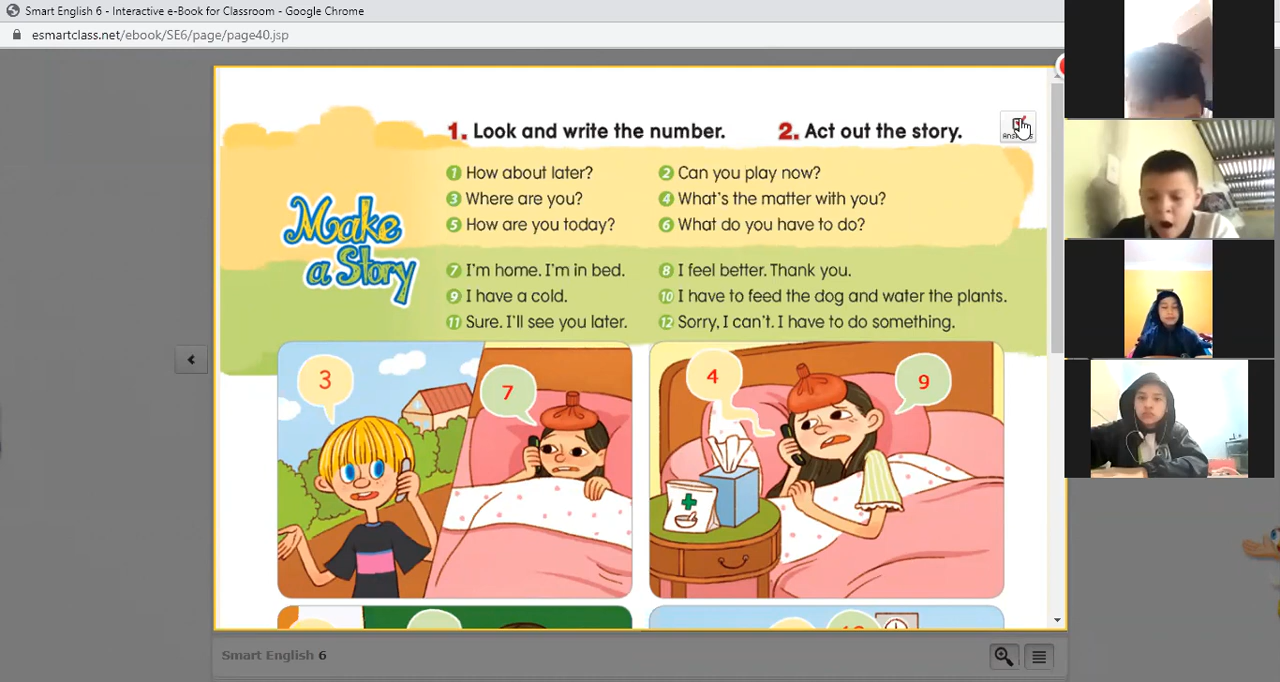 Smart English 6 - Interactive e-Book for Classroom - Google Chrome
esmartclass.net/ebook/SE6/page/page40.jsp
1. Look and write the number. 2. Act out the story.
Make
a Story
1 How about later? 2 Can you play now?
3 Where are you? 4 What's the matter with you?
5 How are you today? 6 What do you have to do?
7 I'm home. I'm in bed. 8 I feel better. Thank you.
9 I have a cold. 10 I have to feed the dog and water the plants.
11 Sure. I'll see you later. 12 Sorry, I can't. I have to do something.
3 7 4 9
Smart English 6